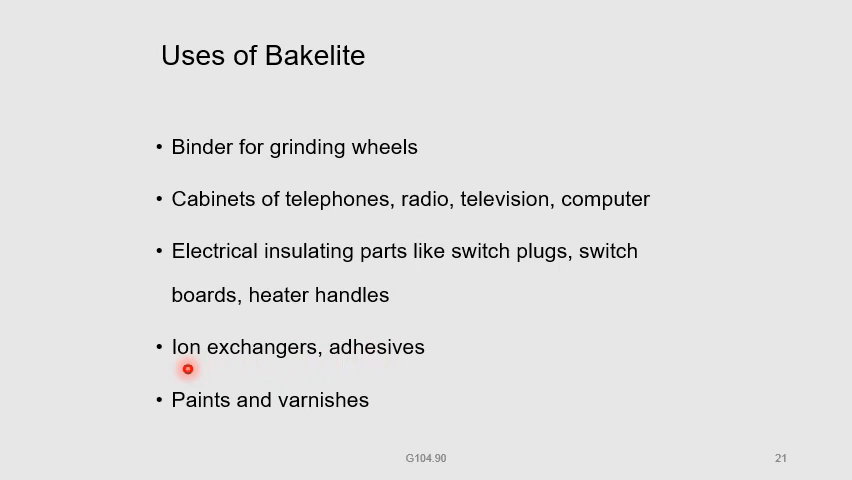 Uses of Bakelite
• Binder for grinding wheels
• Cabinets of telephones, radio, television, computer
• Electrical insulating parts like switch plugs, switch
boards, heater handles
• Ion exchangers, adhesives
• Paints and varnishes
G104.90
21